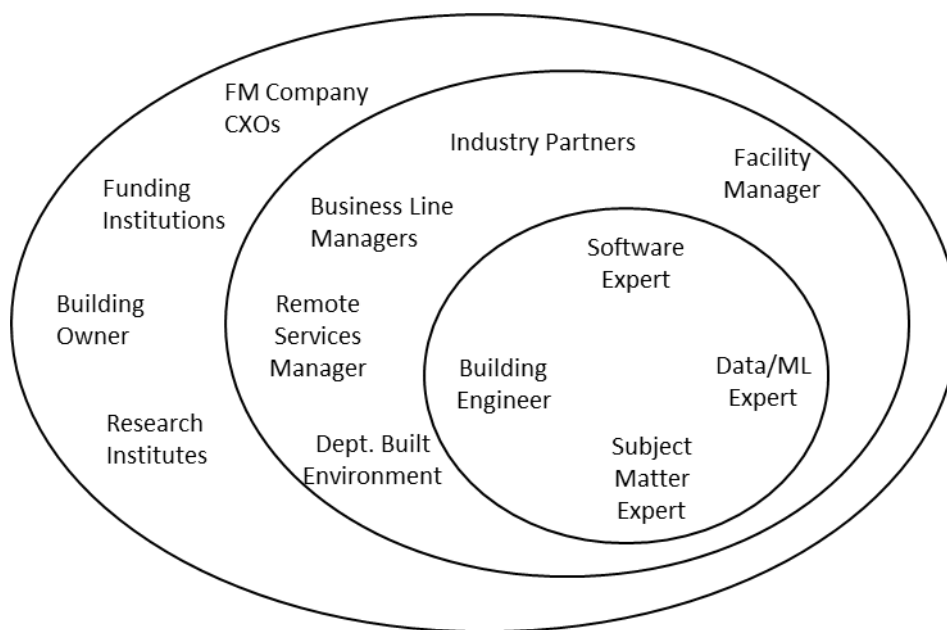 FM Company
CXOs
Industry Partners
Facility
Manager
Funding
Institutions
Business Line
Managers
Software
Expert
Building
Owner
Remote
Services
Manager
Building
Engineer
Data/ML
Expert
Research
Institutes
Dept. Built
Environment
Subject
Matter
Expert